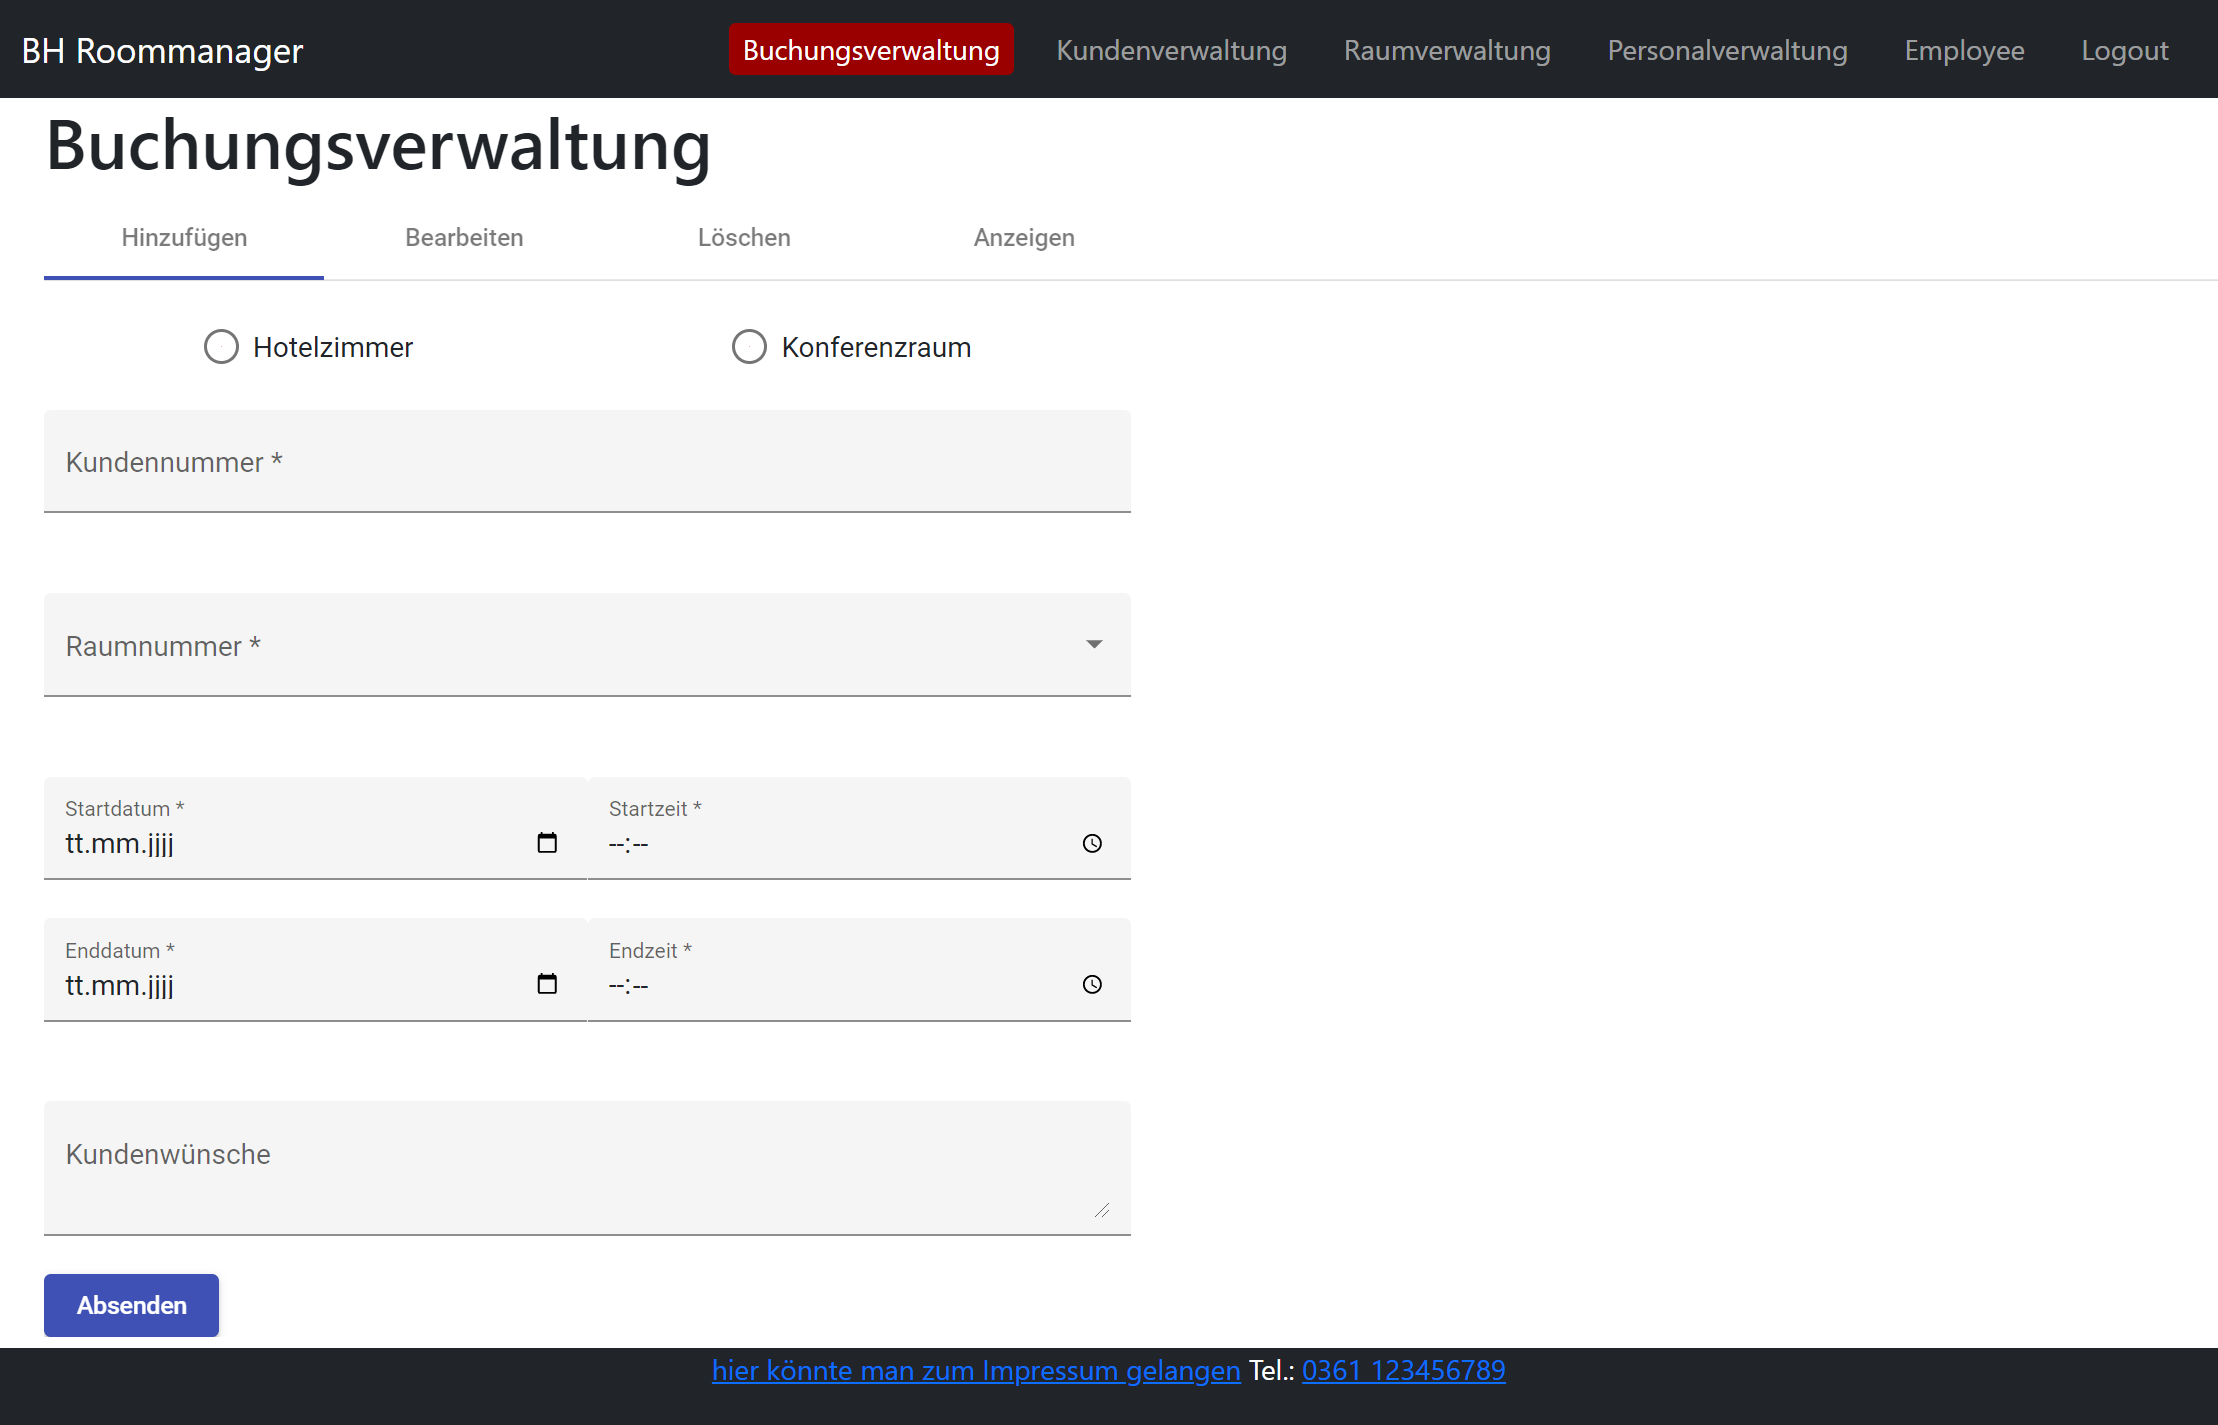 BH Roommanager Buchungsverwaltung Kundenverwaltung Raumverwaltung Personalverwaltung Employee Logout
Buchungsverwaltung
Hinzufügen Bearbeiten Löschen Anzeigen
Hotelzimmer Konferenzraum
Kundennummer *
Raumnummer *
Startdatum * Startzeit *
tt.mm.jjjj --:--
Enddatum * Endzeit *
tt.mm.jjjj --:--
Kundenwünsche
Absenden
hier könnte man zum Impressum gelangen Tel.: 0361 123456789